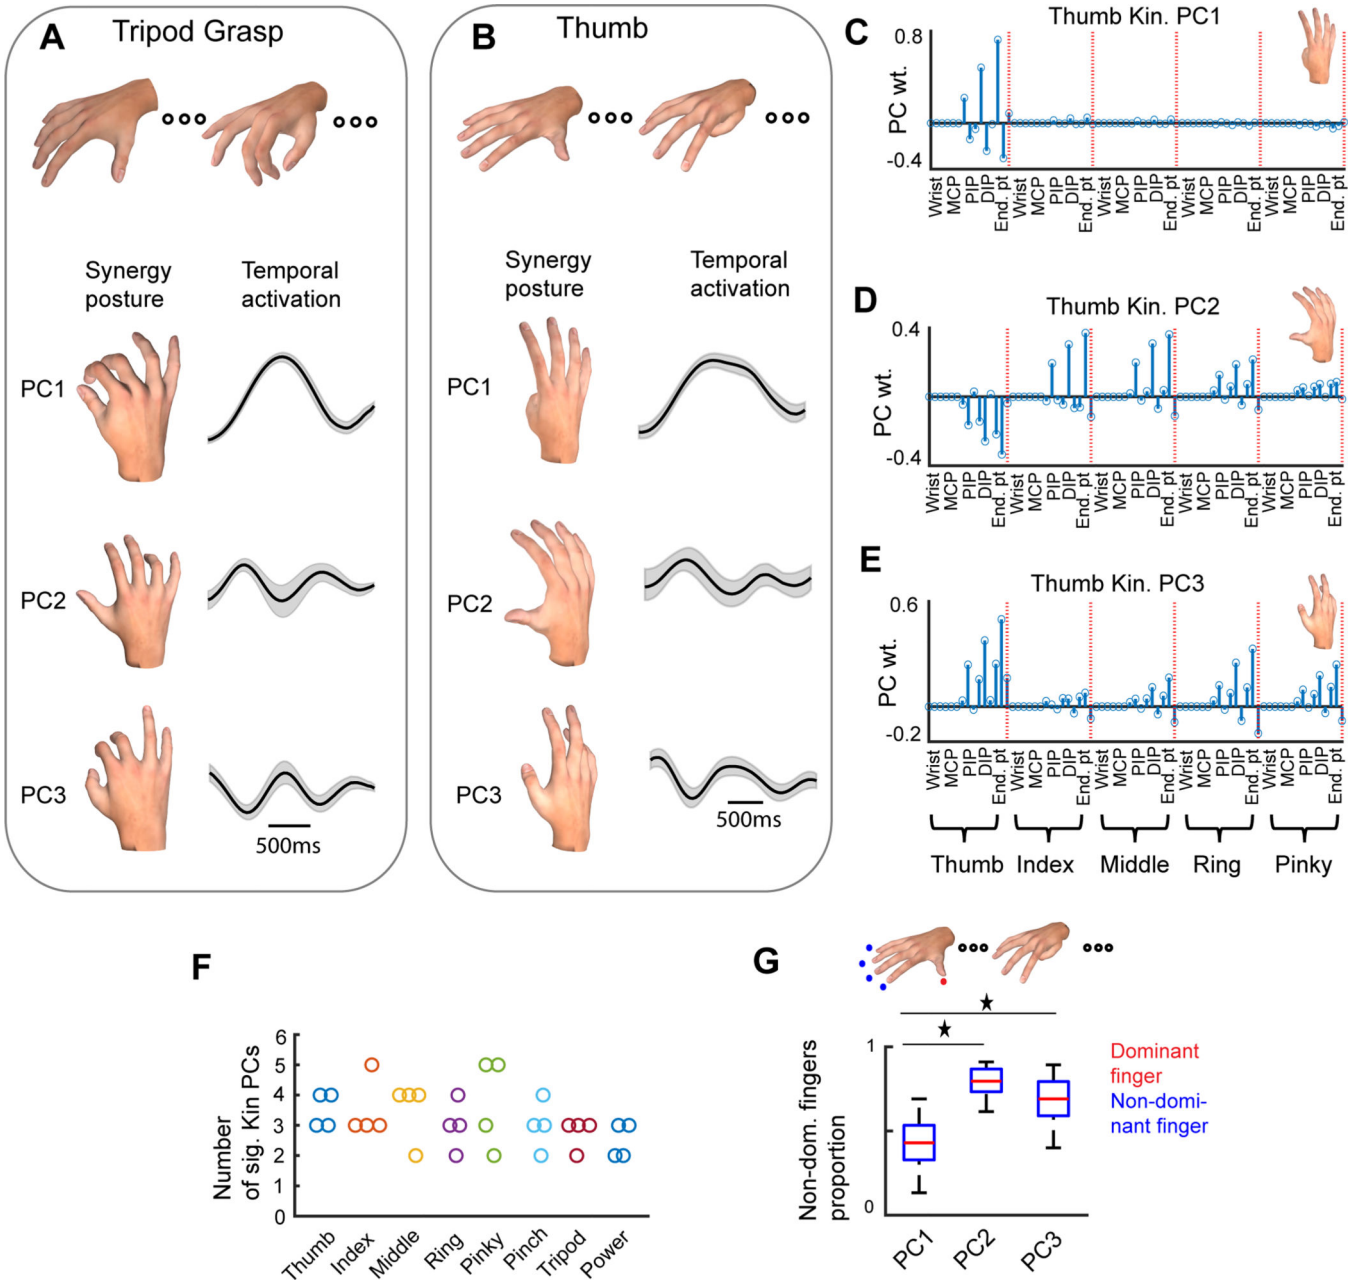 A
Tripod Grasp
Synergy
posture
Temporal
activation
PC1
PC2
PC3
500ms
B
Thumb
Synergy
posture
Temporal
activation
PC1
PC2
PC3
500ms
C
Thumb Kin. PC1
0.8
PC wt.
-0.4
Wrist
MCP
PIP
DIP
End. pt
Wrist
MCP
PIP
DIP
End. pt
Wrist
MCP
PIP
DIP
End. pt
Wrist
MCP
PIP
DIP
End. pt
Wrist
MCP
PIP
DIP
End. pt
D
Thumb Kin. PC2
0.4
PC wt.
-0.4
Wrist
MCP
PIP
DIP
End. pt
Wrist
MCP
PIP
DIP
End. pt
Wrist
MCP
PIP
DIP
End. pt
Wrist
MCP
PIP
DIP
End. pt
Wrist
MCP
PIP
DIP
End. pt
E
Thumb Kin. PC3
0.6
PC wt.
-0.2
Wrist
MCP
PIP
DIP
End. pt
Wrist
MCP
PIP
DIP
End. pt
Wrist
MCP
PIP
DIP
End. pt
Wrist
MCP
PIP
DIP
End. pt
Wrist
MCP
PIP
DIP
End. pt
Thumb
Index
Middle
Ring
Pinky
F
Number
of sig. Kin PCs
6
5
4
3
2
1
0
Thumb
Index
Middle
Ring
Pinky
Pinch
Tripod
Power
G
Non-dom. fingers
proportion
1
0
PC1
PC2
PC3
Dominant
finger
Non-domi-
nant finger